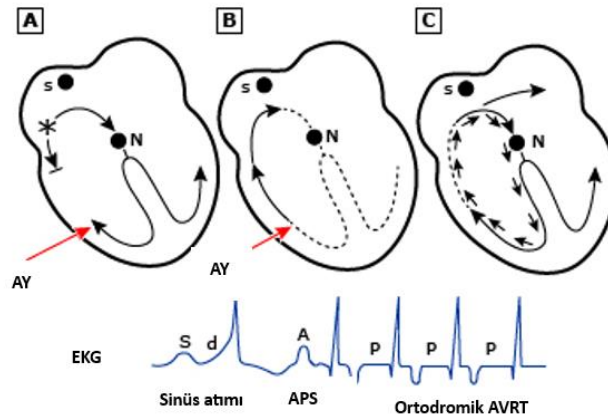 A B C
s s s
N N N
AY AY
S d A p p p
EKG
Sinüs atımı APS Ortodromik AVRT